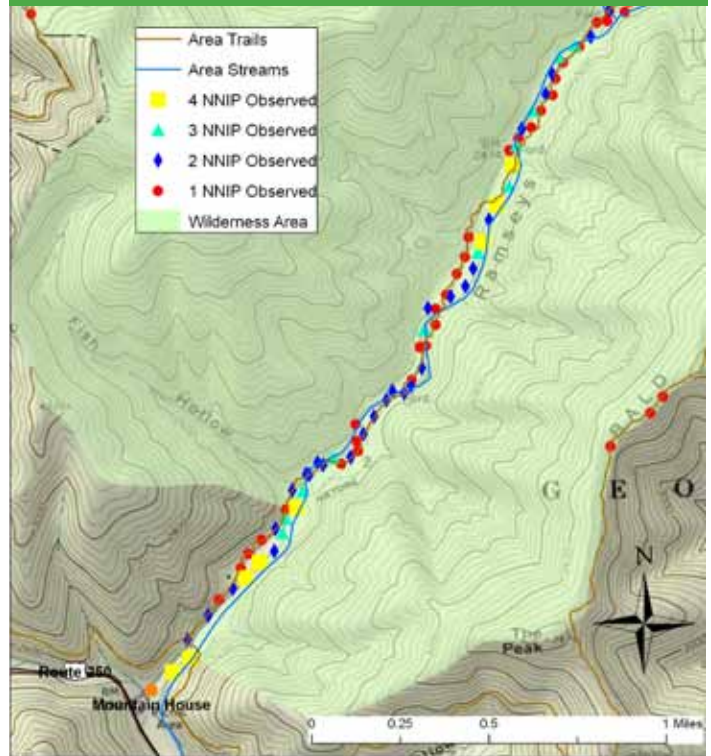 Area Trails
Area Streams
4 NNIP Observed
3 NNIP Observed
2 NNIP Observed
1 NNIP Observed
Wilderness Area
Ramseys
Fish
Hollow
BALD
G E O
N
The
Peak
Route 250
Mountain House
Area
0 0.25 0.5 1 Miles